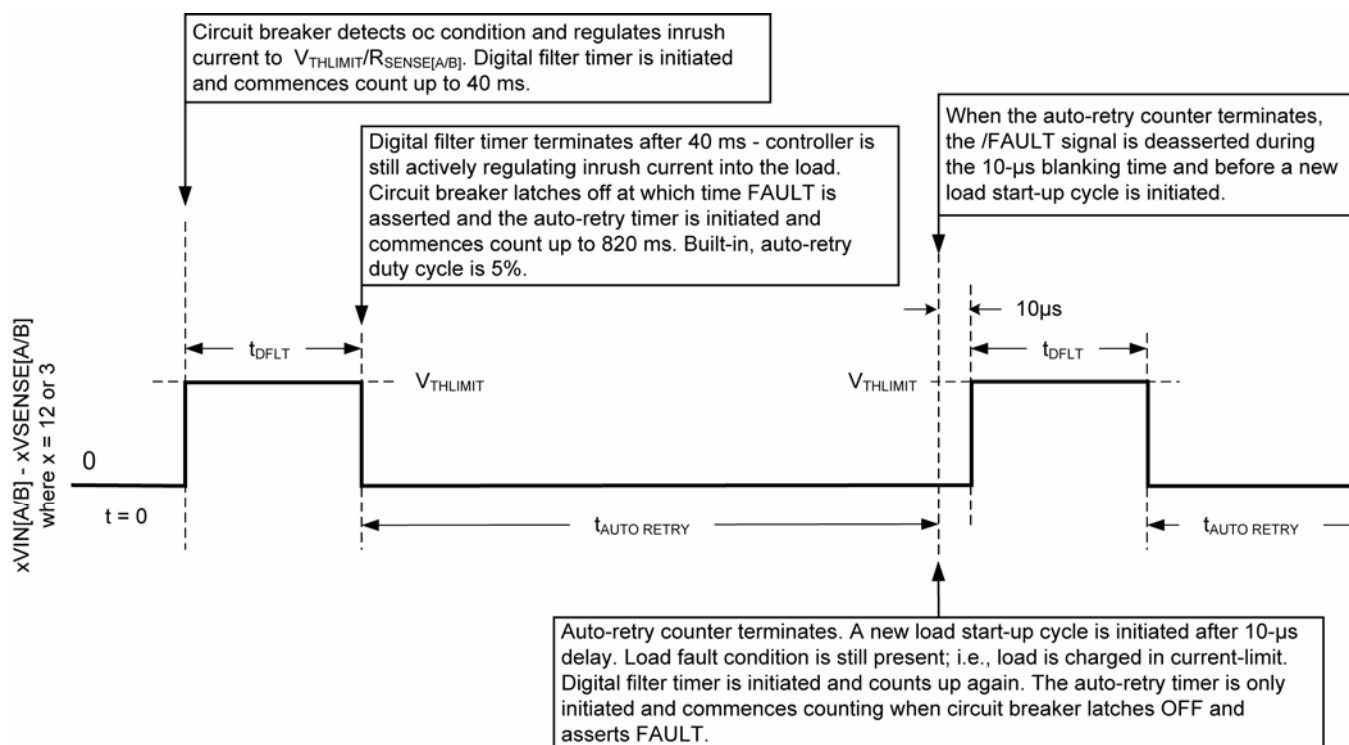 Circuit breaker detects oc condition and regulates inrush
current to VTHLIMIT/RSENSE[A/B]. Digital filter timer is initiated
and commences count up to 40 ms.
When the auto-retry counter terminates,
the /FAULT signal is deasserted during
the 10-µs blanking time and before a new
load start-up cycle is initiated.
Digital filter timer terminates after 40 ms - controller is
still actively regulating inrush current into the load.
Circuit breaker latches off at which time FAULT is
asserted and the auto-retry timer is initiated and
commences count up to 820 ms. Built-in, auto-retry
duty cycle is 5%.
10µs
tDFLT
tDFLT
VTHLIMIT
VTHLIMIT
xVIN[A/B] - xVSENSE[A/B]
where x = 12 or 3
0
t = 0
tAUTO RETRY
tAUTO RETRY
Auto-retry counter terminates. A new load start-up cycle is initiated after 10-µs
delay. Load fault condition is still present; i.e., load is charged in current-limit.
Digital filter timer is initiated and counts up again. The auto-retry timer is only
initiated and commences counting when circuit breaker latches OFF and
asserts FAULT.